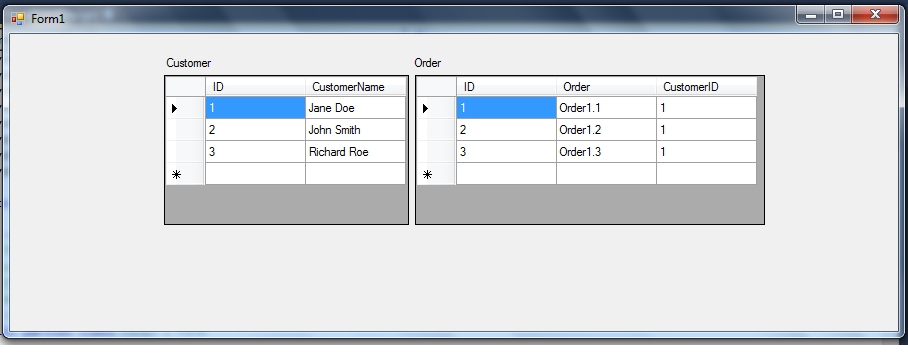 Form1
Customer
ID CustomerName
1 Jane Doe
2 John Smith
3 Richard Roe
Order
ID Order CustomerID
1 Order1.1 1
2 Order1.2 1
3 Order1.3 1